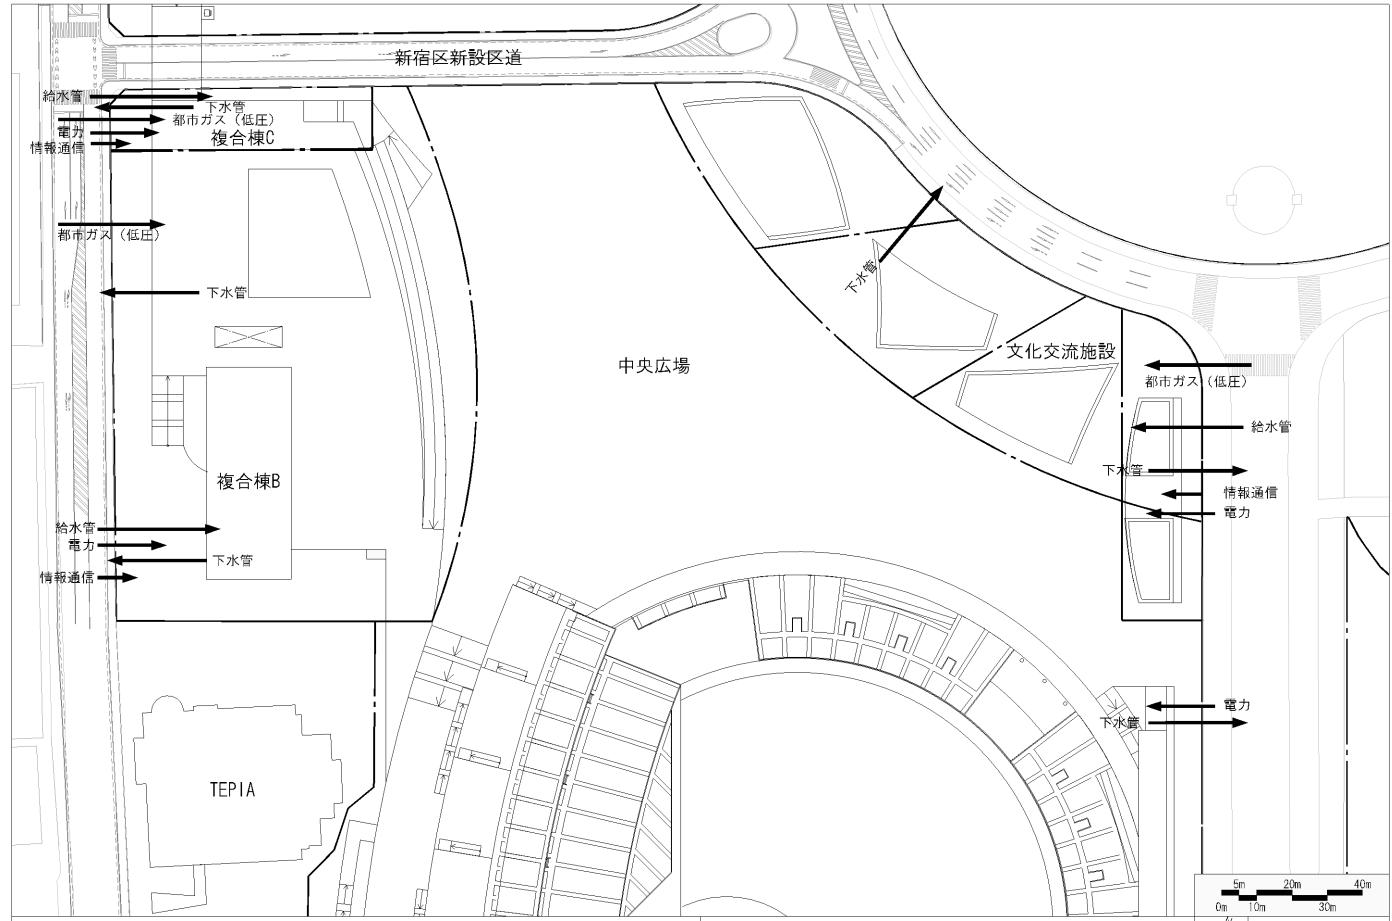 新宿区新設区道
給水管
下水管
都市ガス（低圧）
電力
複合棟C
情報通信
都市ガス（低圧）
下水管
下水管
中央広場
文化交流施設
都市ガス（低圧）
給水管
下水管
複合棟B
情報通信
電力
給水管
電力
下水管
情報通信
電力
下水管
TEPIA
5m 20m 40m
0m 10m 30m